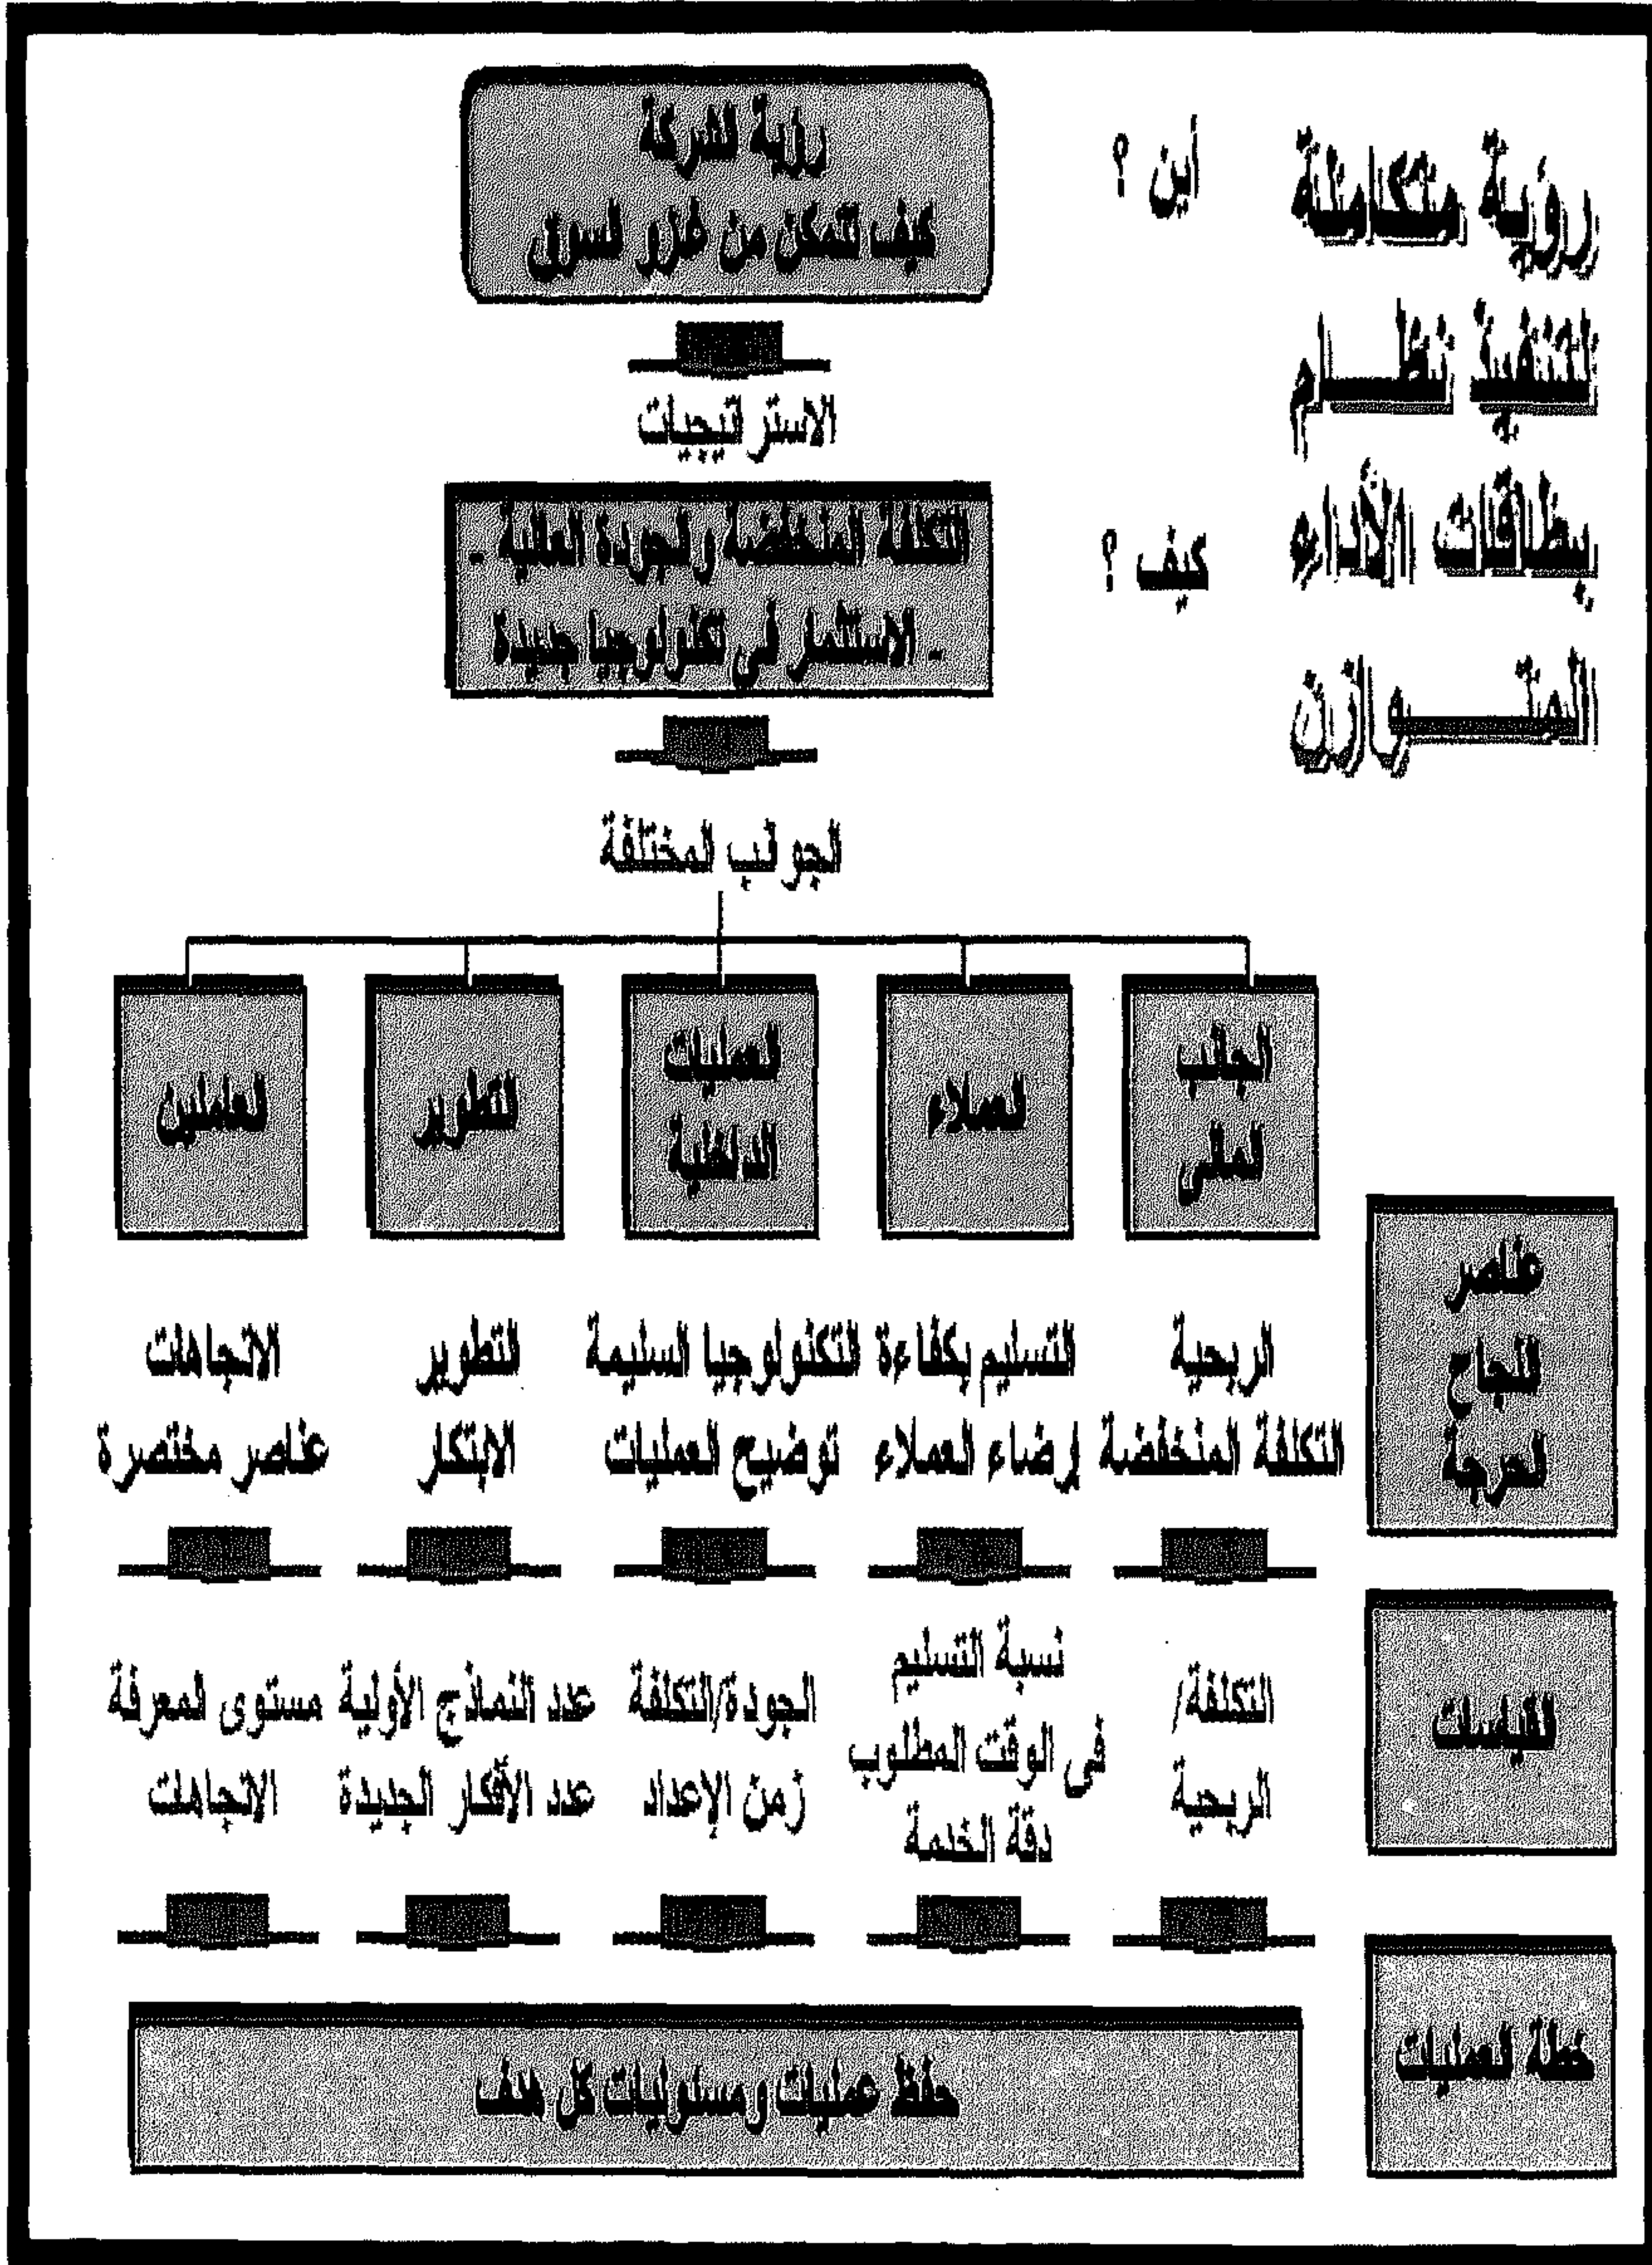 رؤية متكاملة
لتنفيذ نظام
بطاقات الأداء
المتوازن
أين ؟
رؤية الشركة
كيف تتمكن من غزو السوق
الاستراتيجيات
كيف ؟
التكلفة المنخفضة والجودة العالية -
- الاستثمار في تكنولوجيا جديدة
الجوانب المختلفة
الجانب
المالى
العملاء
العمليات
الداخلية
التطوير
العاملين
عناصر
النجاح
الحرجة
الربحية
التكلفة المنخفضة
التسليم بكفاءة
إرضاء العملاء
التكنولوجيا السليمة
توضيح العمليات
التطوير
الابتكار
الاتجاهات
عناصر مختصرة
القياسات
التكلفة/
الربحية
نسبة التسليم
فى الوقت المطلوب
دقة الخدمة
الجودة/التكلفة
زمن الإعداد
عدد النماذج الأولية
عدد الأفكار الجديدة
مستوى المعرفة
الاتجاهات
خطة العمليات
حفظ عمليات ومسئوليات كل هدف